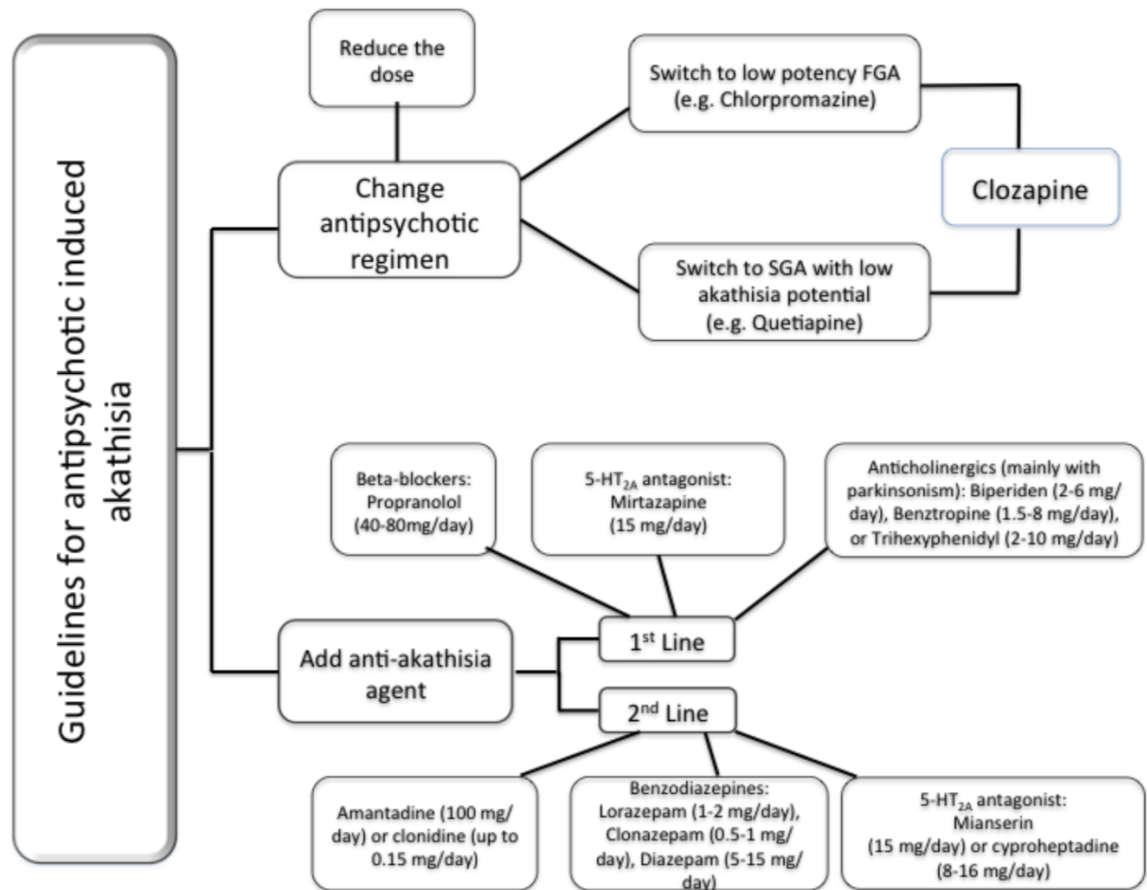 Guidelines for antipsychotic induced
akathisia
Reduce the
dose
Change
antipsychotic
regimen
Switch to low potency FGA
(e.g. Chlorpromazine)
Clozapine
Switch to SGA with low
akathisia potential
(e.g. Quetiapine)
Beta-blockers:
Propranolol
(40-80mg/day)
5-HT2A antagonist:
Mirtazapine
(15 mg/day)
Anticholinergics (mainly with
parkinsonism): Biperiden (2-6 mg/
day), Benztropine (1.5-8 mg/day),
or Trihexyphenidyl (2-10 mg/day)
Add anti-akathisia
agent
1st Line
2nd Line
Amantadine (100 mg/
day) or clonidine (up to
0.15 mg/day)
Benzodiazepines:
Lorazepam (1-2 mg/day),
Clonazepam (0.5-1 mg/
day), Diazepam (5-15 mg/
day)
5-HT2A antagonist:
Mianserin
(15 mg/day) or cyproheptadine
(8-16 mg/day)